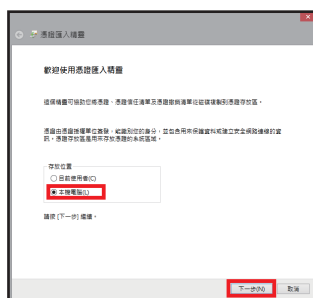 憑證匯入精靈
歡迎使用憑證匯入精靈
這個精靈可協助您將憑證、憑證信任清單及憑證撤銷清單從磁碟複製到憑證存放區。
憑證由憑證授權單位簽發，能識別您的身分，並包含用來保護資料或建立安全網路連線的資
訊。憑證存放區是用來存放憑證的系統區域。
存放位置
目前使用者(C)
本機電腦(L)
請按 [下一步] 繼續。
下一步(N)
取消